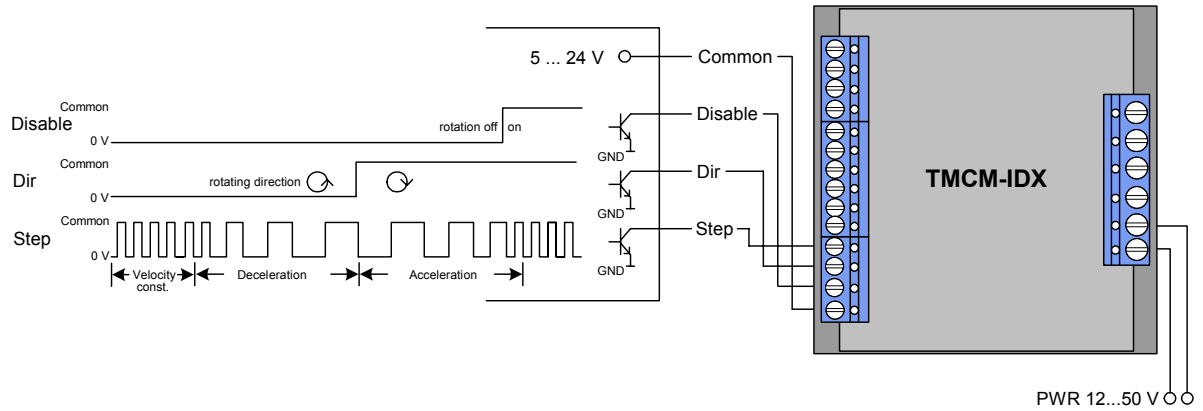 5 ... 24 V
Common
Common
Disable
rotation off on
0 V
Disable
GND
Common
Dir
rotating direction
0 V
Dir
GND
Common
Step
0 V
Step
GND
Velocity
const.
Deceleration
Acceleration
TMCM-IDX
PWR 12...50 V